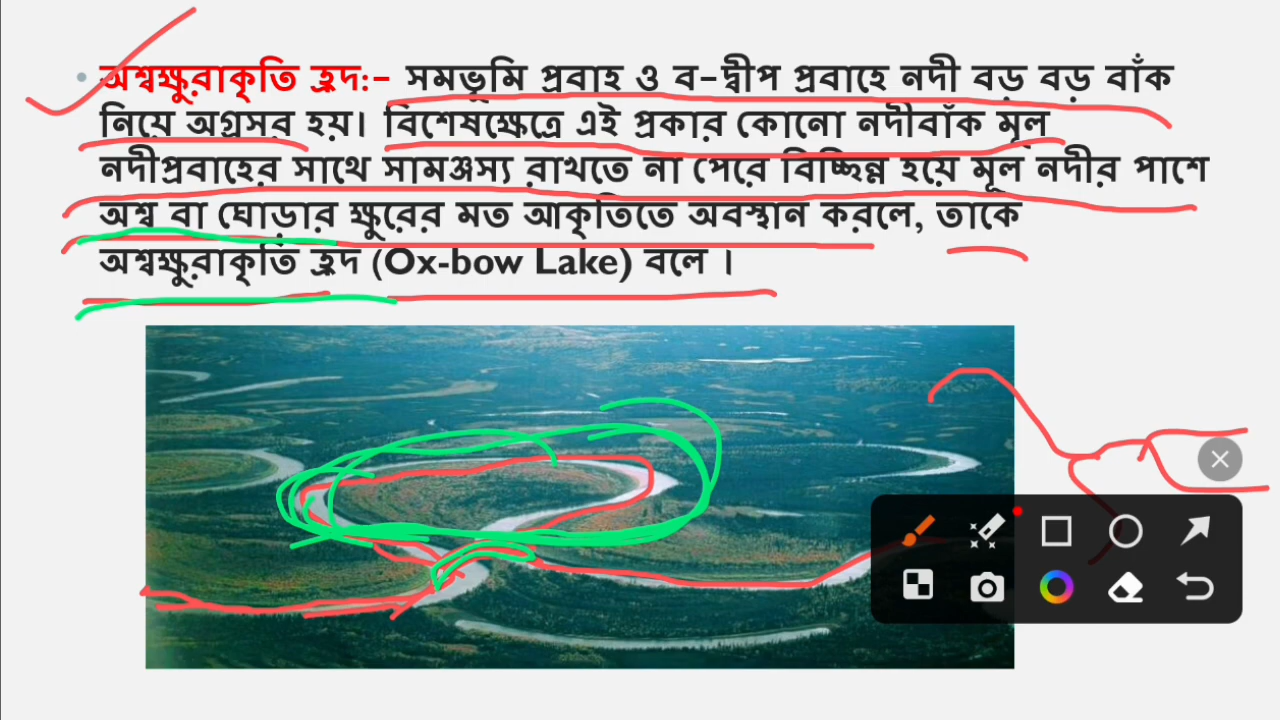 • অশ্বক্ষুরাকৃতি হ্রদ:– সমভূমি প্রবাহ ও ব–দ্বীপ প্রবাহে নদী বড় বড় বাঁক
নিয়ে অগ্রসর হয়। বিশেষক্ষেত্রে এই প্রকার কোনো নদীবাঁক মূল
নদীপ্রবাহের সাথে সামঞ্জস্য রাখতে না পেরে বিচ্ছিন্ন হয়ে মূল নদীর পাশে
অশ্ব বা ঘোড়ার ক্ষুরের মত আকৃতিতে অবস্থান করলে, তাকে
অশ্বক্ষুরাকৃতি হ্রদ (Ox-bow Lake) বলে ।